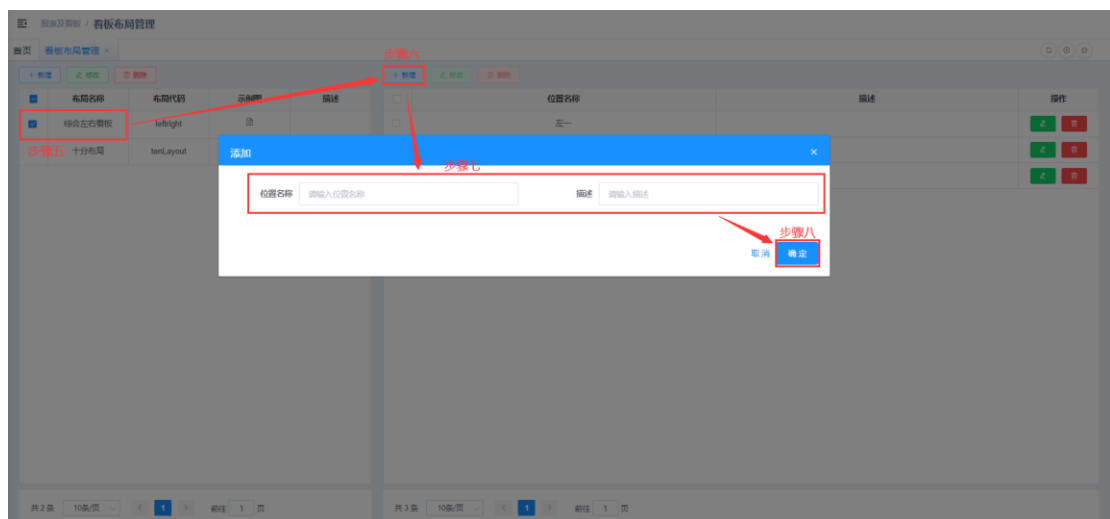 报表及看板 / 看板布局管理
首页 看板布局管理 ×
步骤六
+ 新增 修改 删除 + 新增 修改 删除
布局名称 布局代码 示例图 描述 位置名称 描述 操作
综合左右看板 leftright 左一
步骤五 十分布局 tenLayout
添加 ×
步骤七
位置名称 请输入位置名称 描述 请输入描述
步骤八
取消 确定
共 2 条 10条/页 < 1 > 前往 1 页 共 3 条 10条/页 < 1 > 前往 1 页